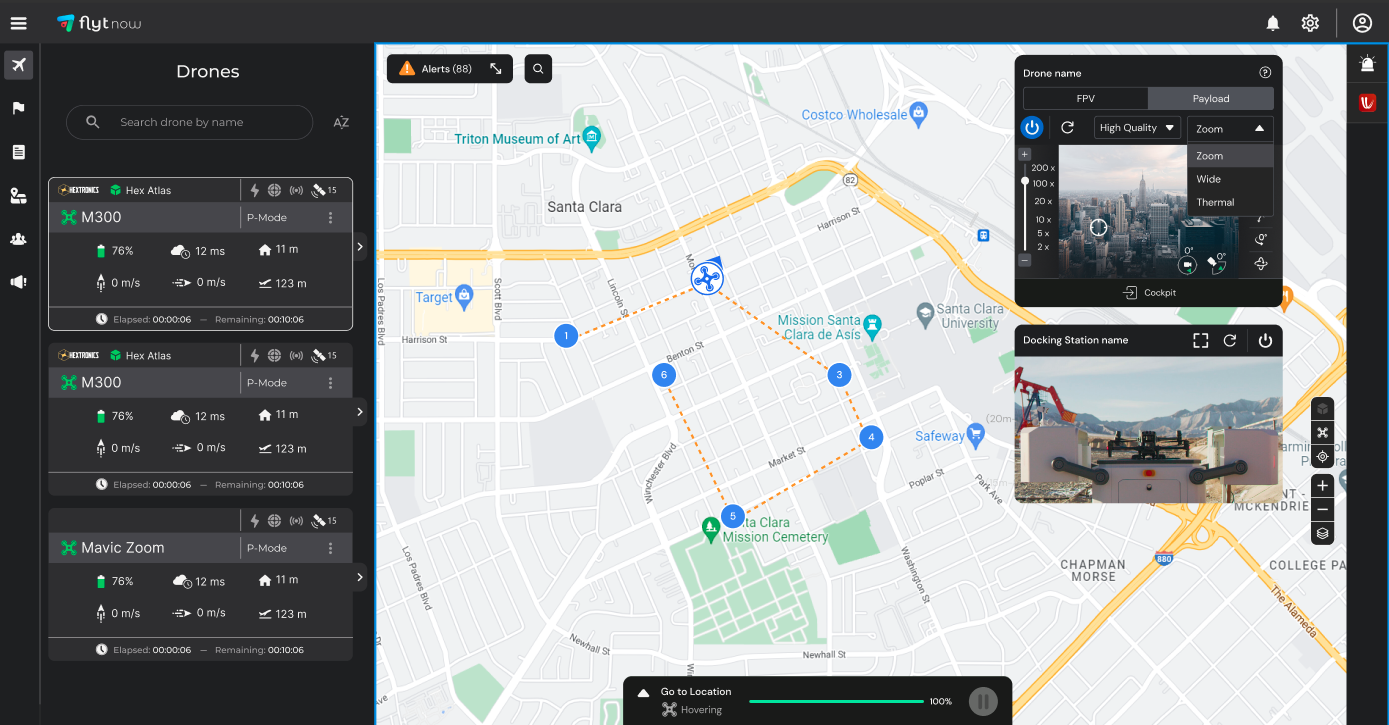 flytnow
Drones
Search drone by name
AZ
HEXTRONICS
Hex Atlas
15
M300
P-Mode
76%
12 ms
11 m
0 m/s
0 m/s
123 m
Elapsed: 00:00:06 — Remaining: 00:10:06
HEXTRONICS
Hex Atlas
15
M300
P-Mode
76%
12 ms
11 m
0 m/s
0 m/s
123 m
Elapsed: 00:00:06 — Remaining: 00:10:06
15
Mavic Zoom
P-Mode
76%
12 ms
11 m
0 m/s
0 m/s
123 m
Elapsed: 00:00:06 — Remaining: 00:10:06
Alerts (88)
Costco Wholesale
Triton Museum of Art
82
Santa Clara
Harrison St
Los Padres Blvd
Scott Blvd
Lincoln St
Target
Harrison St
1
Benton St
Mission Santa
Clara de Asís
Santa Clara
University
6
3
4
Safeway
(20m
Market St
Winchester Blvd
Poplar St
Park Ave
5
ta Clara
Mission Cemetery
Los Padres Blvd
Washington St
CHAPMAN
MORSE
880
NT -
MCKENDRIE
COLLEGE PA
The Alameda
Newhall St
Newhall St
Drone name
FPV
Payload
High Quality
Zoom
Zoom
Wide
Thermal
200 x
100 x
20 x
10 x
5 x
2 x
0°
0°
0°
Cockpit
Docking Station name
Go to Location
Hovering
100%